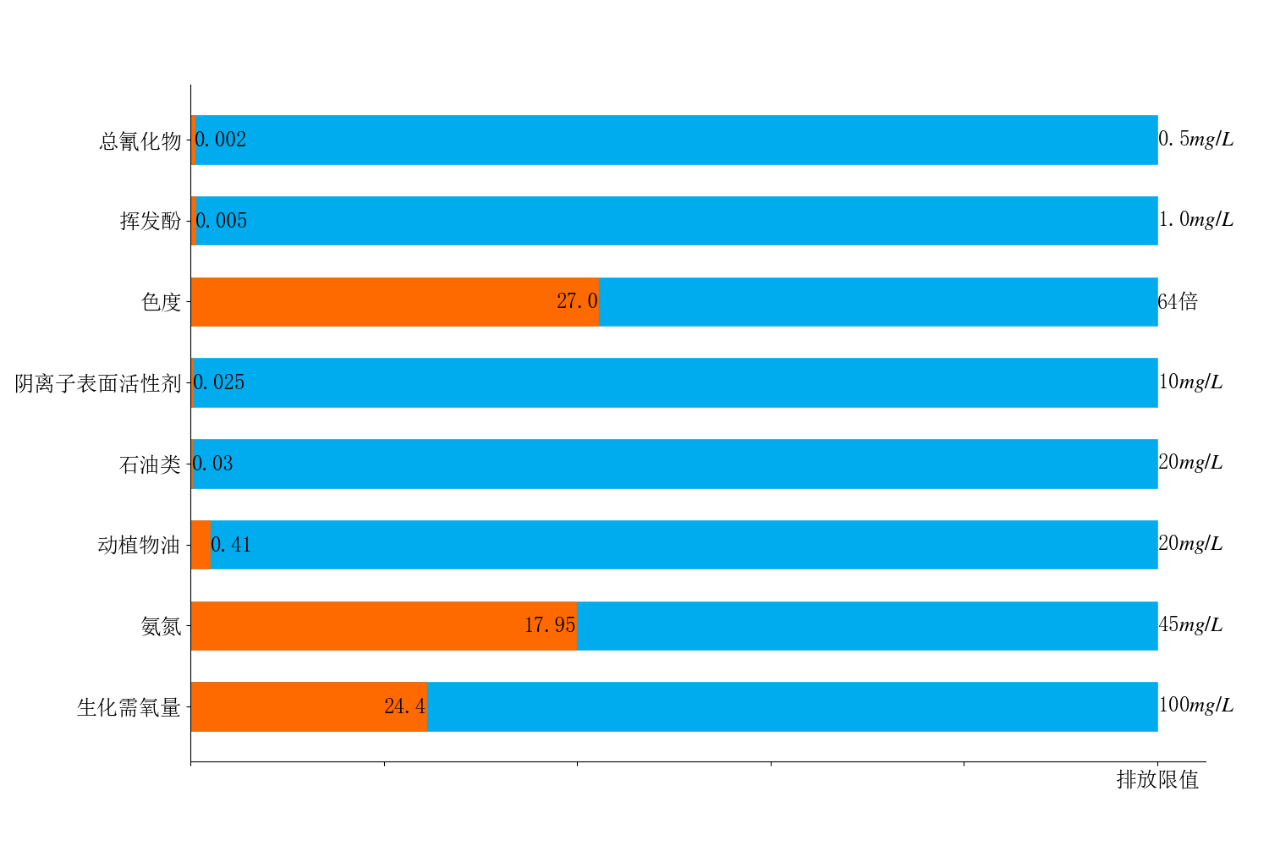 总氰化物 0.002 0.5mg/L
挥发酚 0.005 1.0mg/L
色度 27.0 64倍
阴离子表面活性剂 0.025 10mg/L
石油类 0.03 20mg/L
动植物油 0.41 20mg/L
氨氮 17.95 45mg/L
生化需氧量 24.4 100mg/L
排放限值